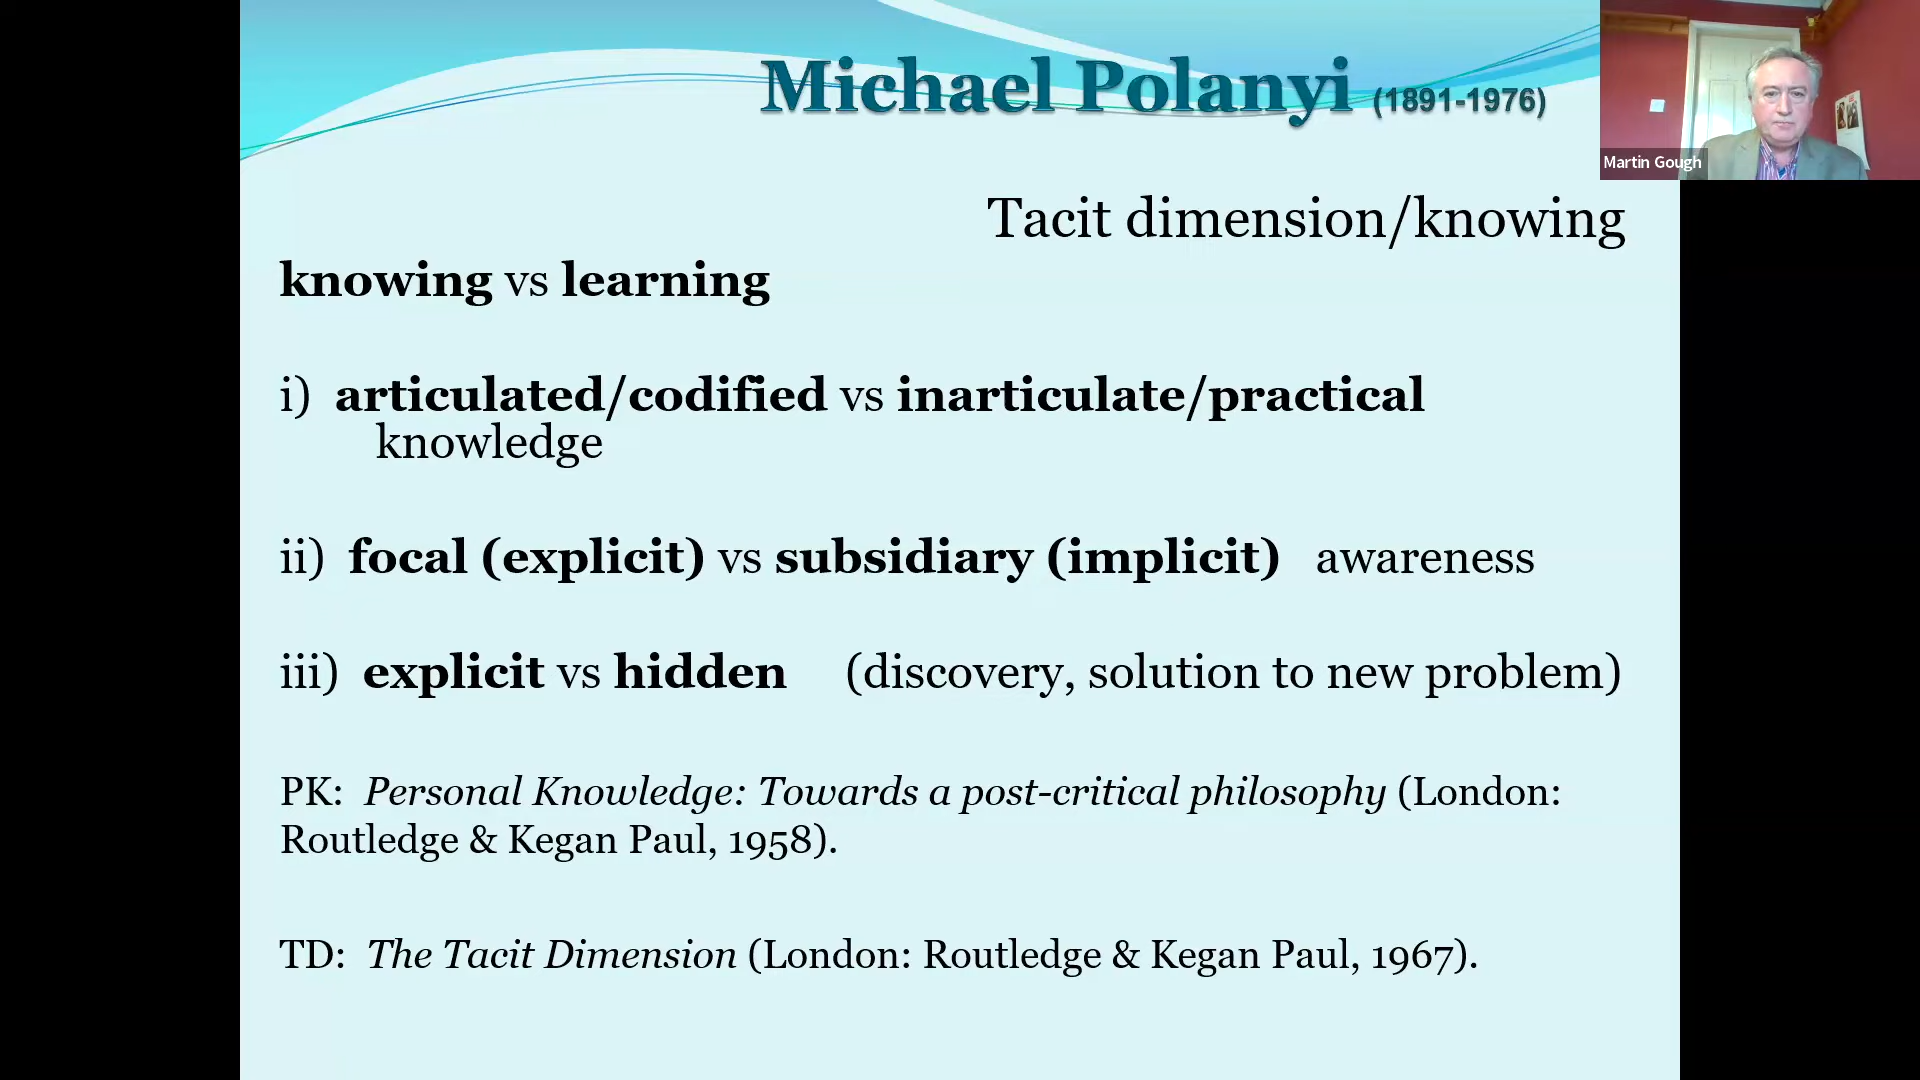 Michael Polanyi (1891-1976)
Martin Gough
Tacit dimension/knowing
knowing vs learning
i) articulated/codified vs inarticulate/practical
knowledge
ii) focal (explicit) vs subsidiary (implicit) awareness
iii) explicit vs hidden (discovery, solution to new problem)
PK: Personal Knowledge: Towards a post-critical philosophy (London:
Routledge & Kegan Paul, 1958).
TD: The Tacit Dimension (London: Routledge & Kegan Paul, 1967).